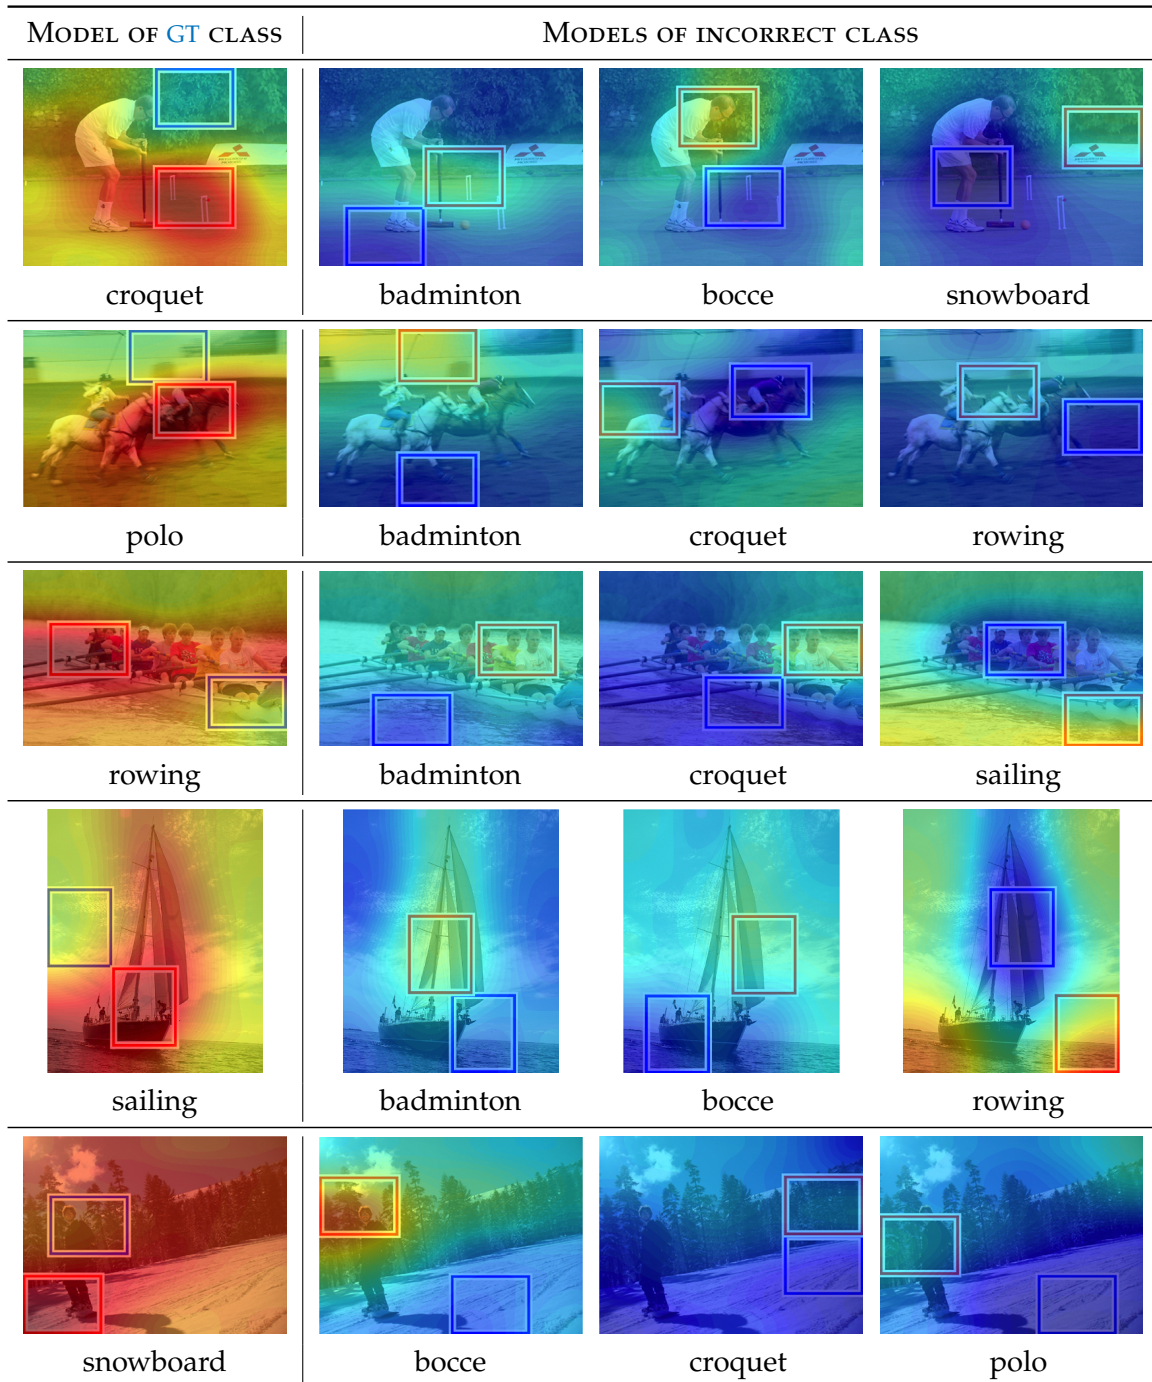 MODEL OF GT CLASS MODELS OF INCORRECT CLASS
croquet badminton bocce snowboard
polo badminton croquet rowing
rowing badminton croquet sailing
sailing badminton bocce rowing
snowboard bocce croquet polo